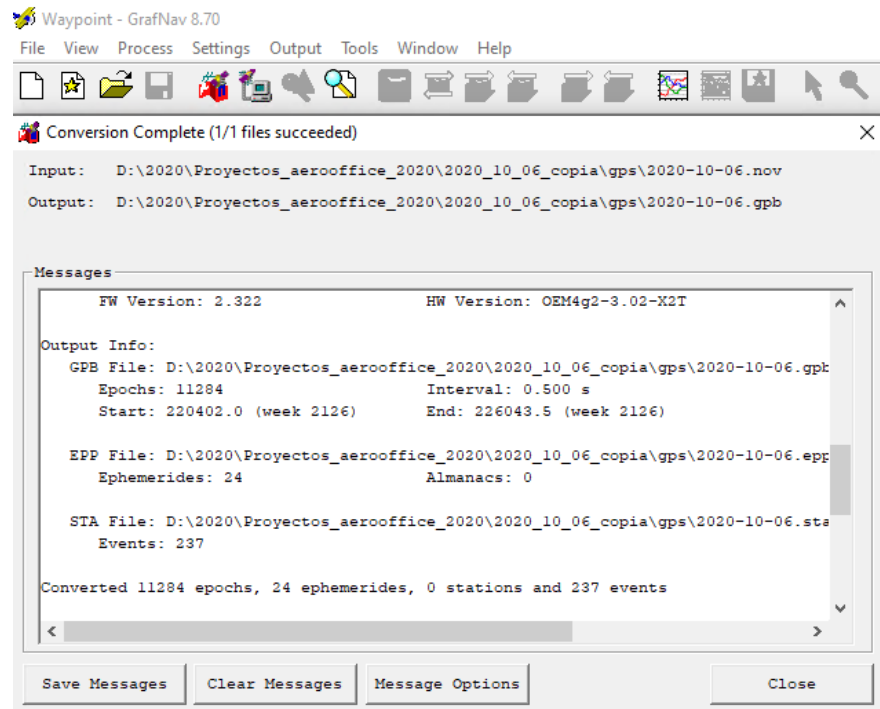 Waypoint - GrafNav 8.70
File View Process Settings Output Tools Window Help
Conversion Complete (1/1 files succeeded)
Input: D:\2020\Proyectos_aerooffice_2020\2020_10_06_copia\gps\2020-10-06.nov
Output: D:\2020\Proyectos_aerooffice_2020\2020_10_06_copia\gps\2020-10-06.gpb
Messages
FW Version: 2.322 HW Version: OEM4g2-3.02-X2T
Output Info:
GPB File: D:\2020\Proyectos_aerooffice_2020\2020_10_06_copia\gps\2020-10-06.gpb
Epochs: 11284 Interval: 0.500 s
Start: 220402.0 (week 2126) End: 226043.5 (week 2126)
EPP File: D:\2020\Proyectos_aerooffice_2020\2020_10_06_copia\gps\2020-10-06.epp
Ephemerides: 24 Almanacs: 0
STA File: D:\2020\Proyectos_aerooffice_2020\2020_10_06_copia\gps\2020-10-06.sta
Events: 237
Converted 11284 epochs, 24 ephemerides, 0 stations and 237 events
Save Messages Clear Messages Message Options Close